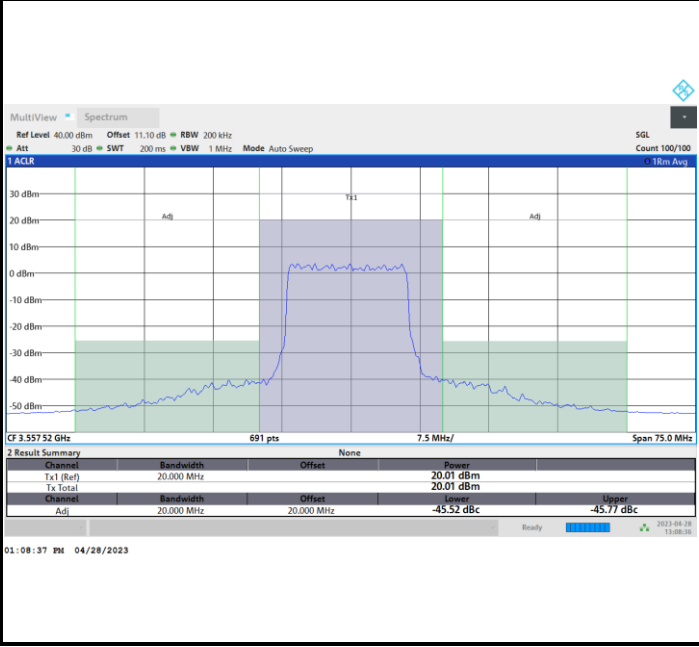 MultiView Spectrum
Ref Level 40.00 dBm Offset 11.10 dB RBW 200 kHz SGL
Att 30 dB SWT 200 ms VBW 1 MHz Mode Auto Sweep Count 100/100
1 ACLR 1Rm Avg
Tx1
30 dBm
Adj Adj
20 dBm
10 dBm
0 dBm
-10 dBm
-20 dBm
-30 dBm
-40 dBm
-50 dBm
CF 3.557 52 GHz 691 pts 7.5 MHz/ Span 75.0 MHz
2 Result Summary None
Channel Bandwidth Offset Power
Tx1 (Ref) 20.000 MHz 20.01 dBm
Tx Total 20.01 dBm
Channel Bandwidth Offset Lower Upper
Adj 20.000 MHz 20.000 MHz -45.52 dBc -45.77 dBc
Ready 2023-04-28
13:08:36
01:08:37 PM 04/28/2023